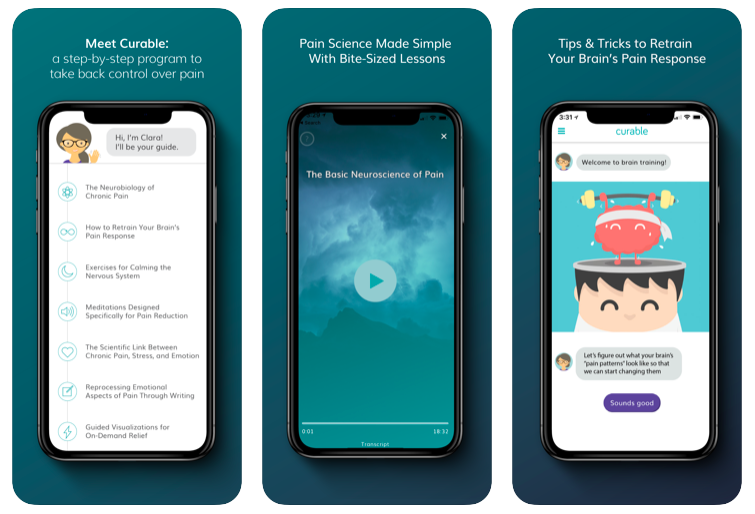 Meet Curable:
a step-by-step program to
take back control over pain
Hi, I'm Clara!
I'll be your guide.
The Neurobiology of
Chronic Pain
How to Retrain Your Brain's
Pain Response
Exercises for Calming the
Nervous System
Meditations Designed
Specifically for Pain Reduction
The Scientific Link Between
Chronic Pain, Stress, and Emotion
Reprocessing Emotional
Aspects of Pain Through Writing
Guided Visualizations for
On-Demand Relief
Pain Science Made Simple
With Bite-Sized Lessons
The Basic Neuroscience of Pain
0:01
18:32
Transcript
Tips & Tricks to Retrain
Your Brain's Pain Response
3:31
curable
Welcome to brain training!
Let's figure out what your brain's
"pain patterns" look like so that
we can start changing them
Sounds good